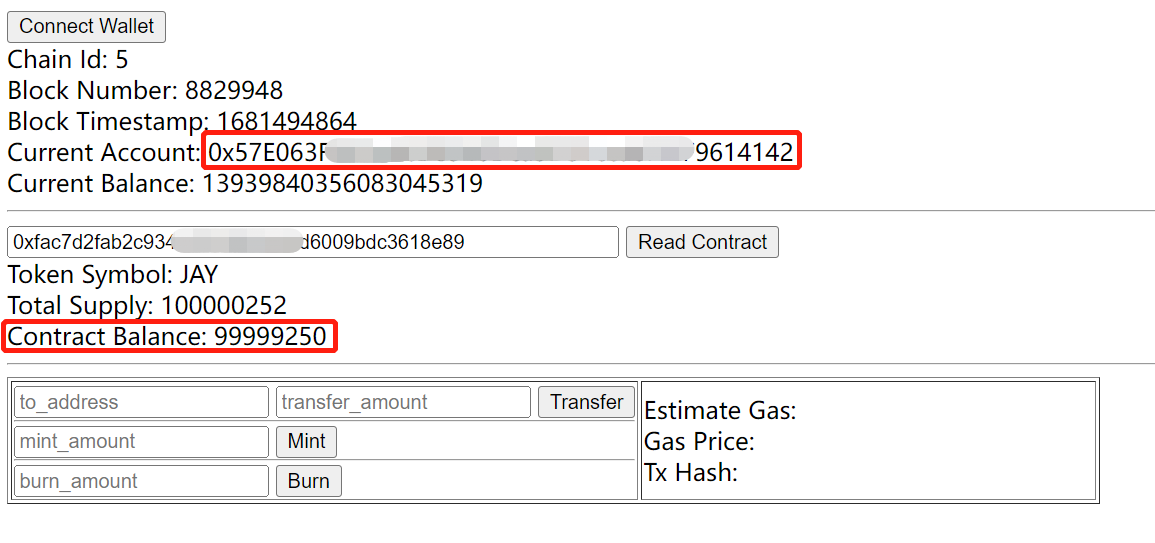 Connect Wallet
Chain Id: 5
Block Number: 8829948
Block Timestamp: 1681494864
Current Account: 0x57E063F 9614142
Current Balance: 13939840356083045319
0xfac7d2fab2c934 d6009bdc3618e89 Read Contract
Token Symbol: JAY
Total Supply: 100000252
Contract Balance: 99999250
to_address transfer_amount Transfer
mint_amount Mint
burn_amount Burn
Estimate Gas:
Gas Price:
Tx Hash: